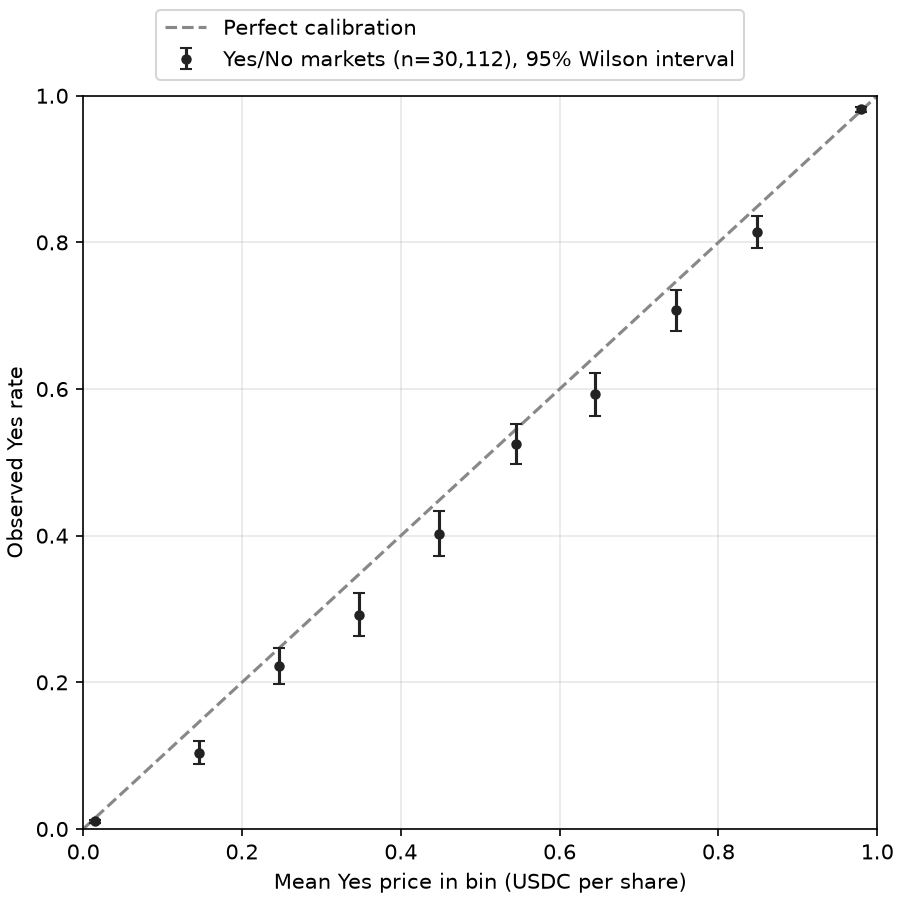 Perfect calibration
Yes/No markets (n=30,112), 95% Wilson interval
1.0
0.8
0.6
0.4
0.2
0.0
Observed Yes rate
0.0 0.2 0.4 0.6 0.8 1.0
Mean Yes price in bin (USDC per share)